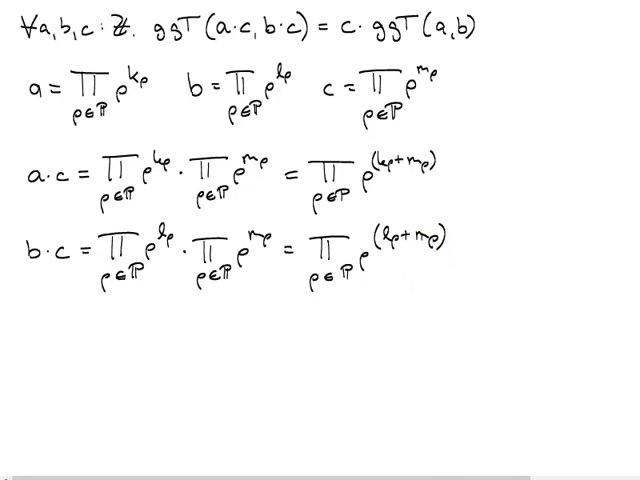 ∀a,b,c : ℤ. ggT(a·c, b·c) = c · ggT(a,b)
a = ∏_{p∈ℙ} p^{k_p} b = ∏_{p∈ℙ} p^{l_p} c = ∏_{p∈ℙ} p^{m_p}
a·c = ∏_{p∈ℙ} p^{k_p} · ∏_{p∈ℙ} p^{m_p} = ∏_{p∈ℙ} p^{(k_p+m_p)}
b·c = ∏_{p∈ℙ} p^{l_p} · ∏_{p∈ℙ} p^{m_p} = ∏_{p∈ℙ} p^{(l_p+m_p)}